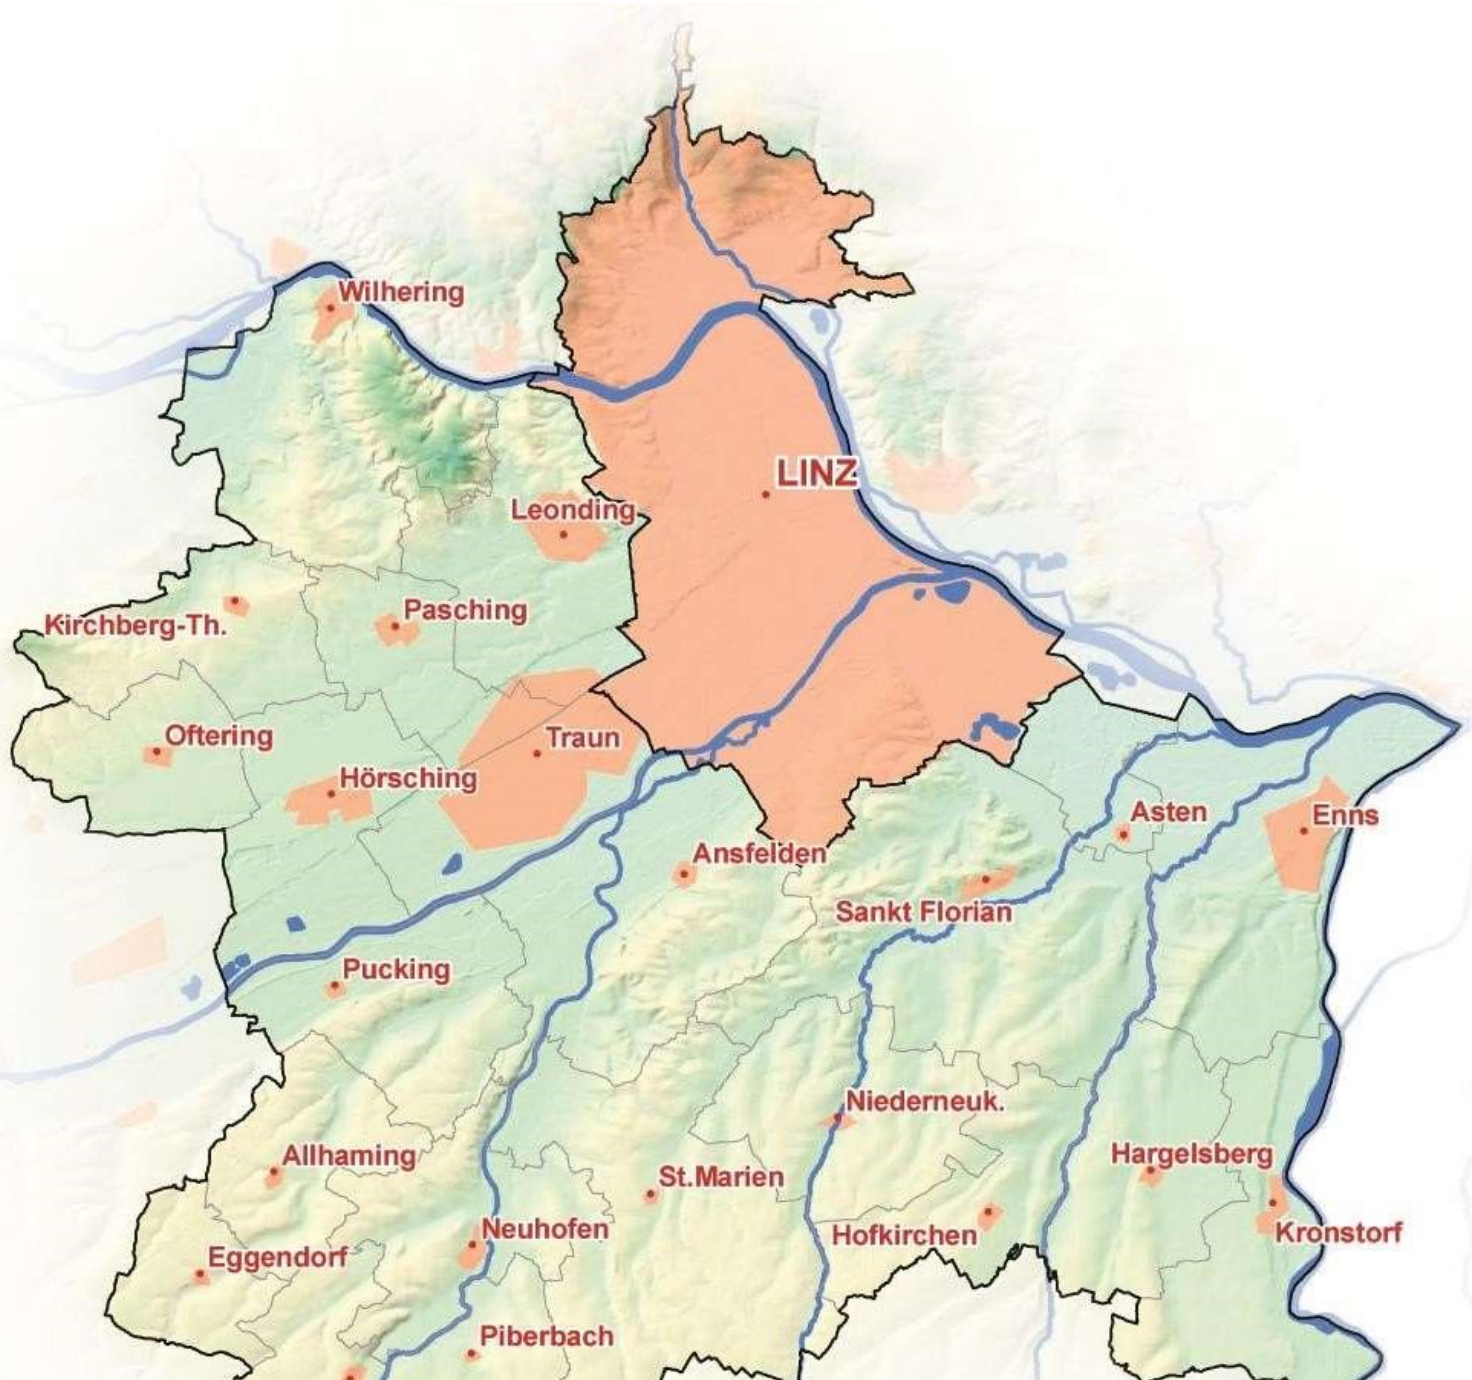 Wilhering
LINZ
Leonding
Pasching
Kirchberg-Th.
Oftering
Traun
Hörsching
Asten
Enns
Ansfelden
Sankt Florian
Pucking
Niederneuk.
Allhaming
Hargelsberg
St.Marien
Neuhofen
Hofkirchen
Kronstorf
Eggendorf
Piberbach